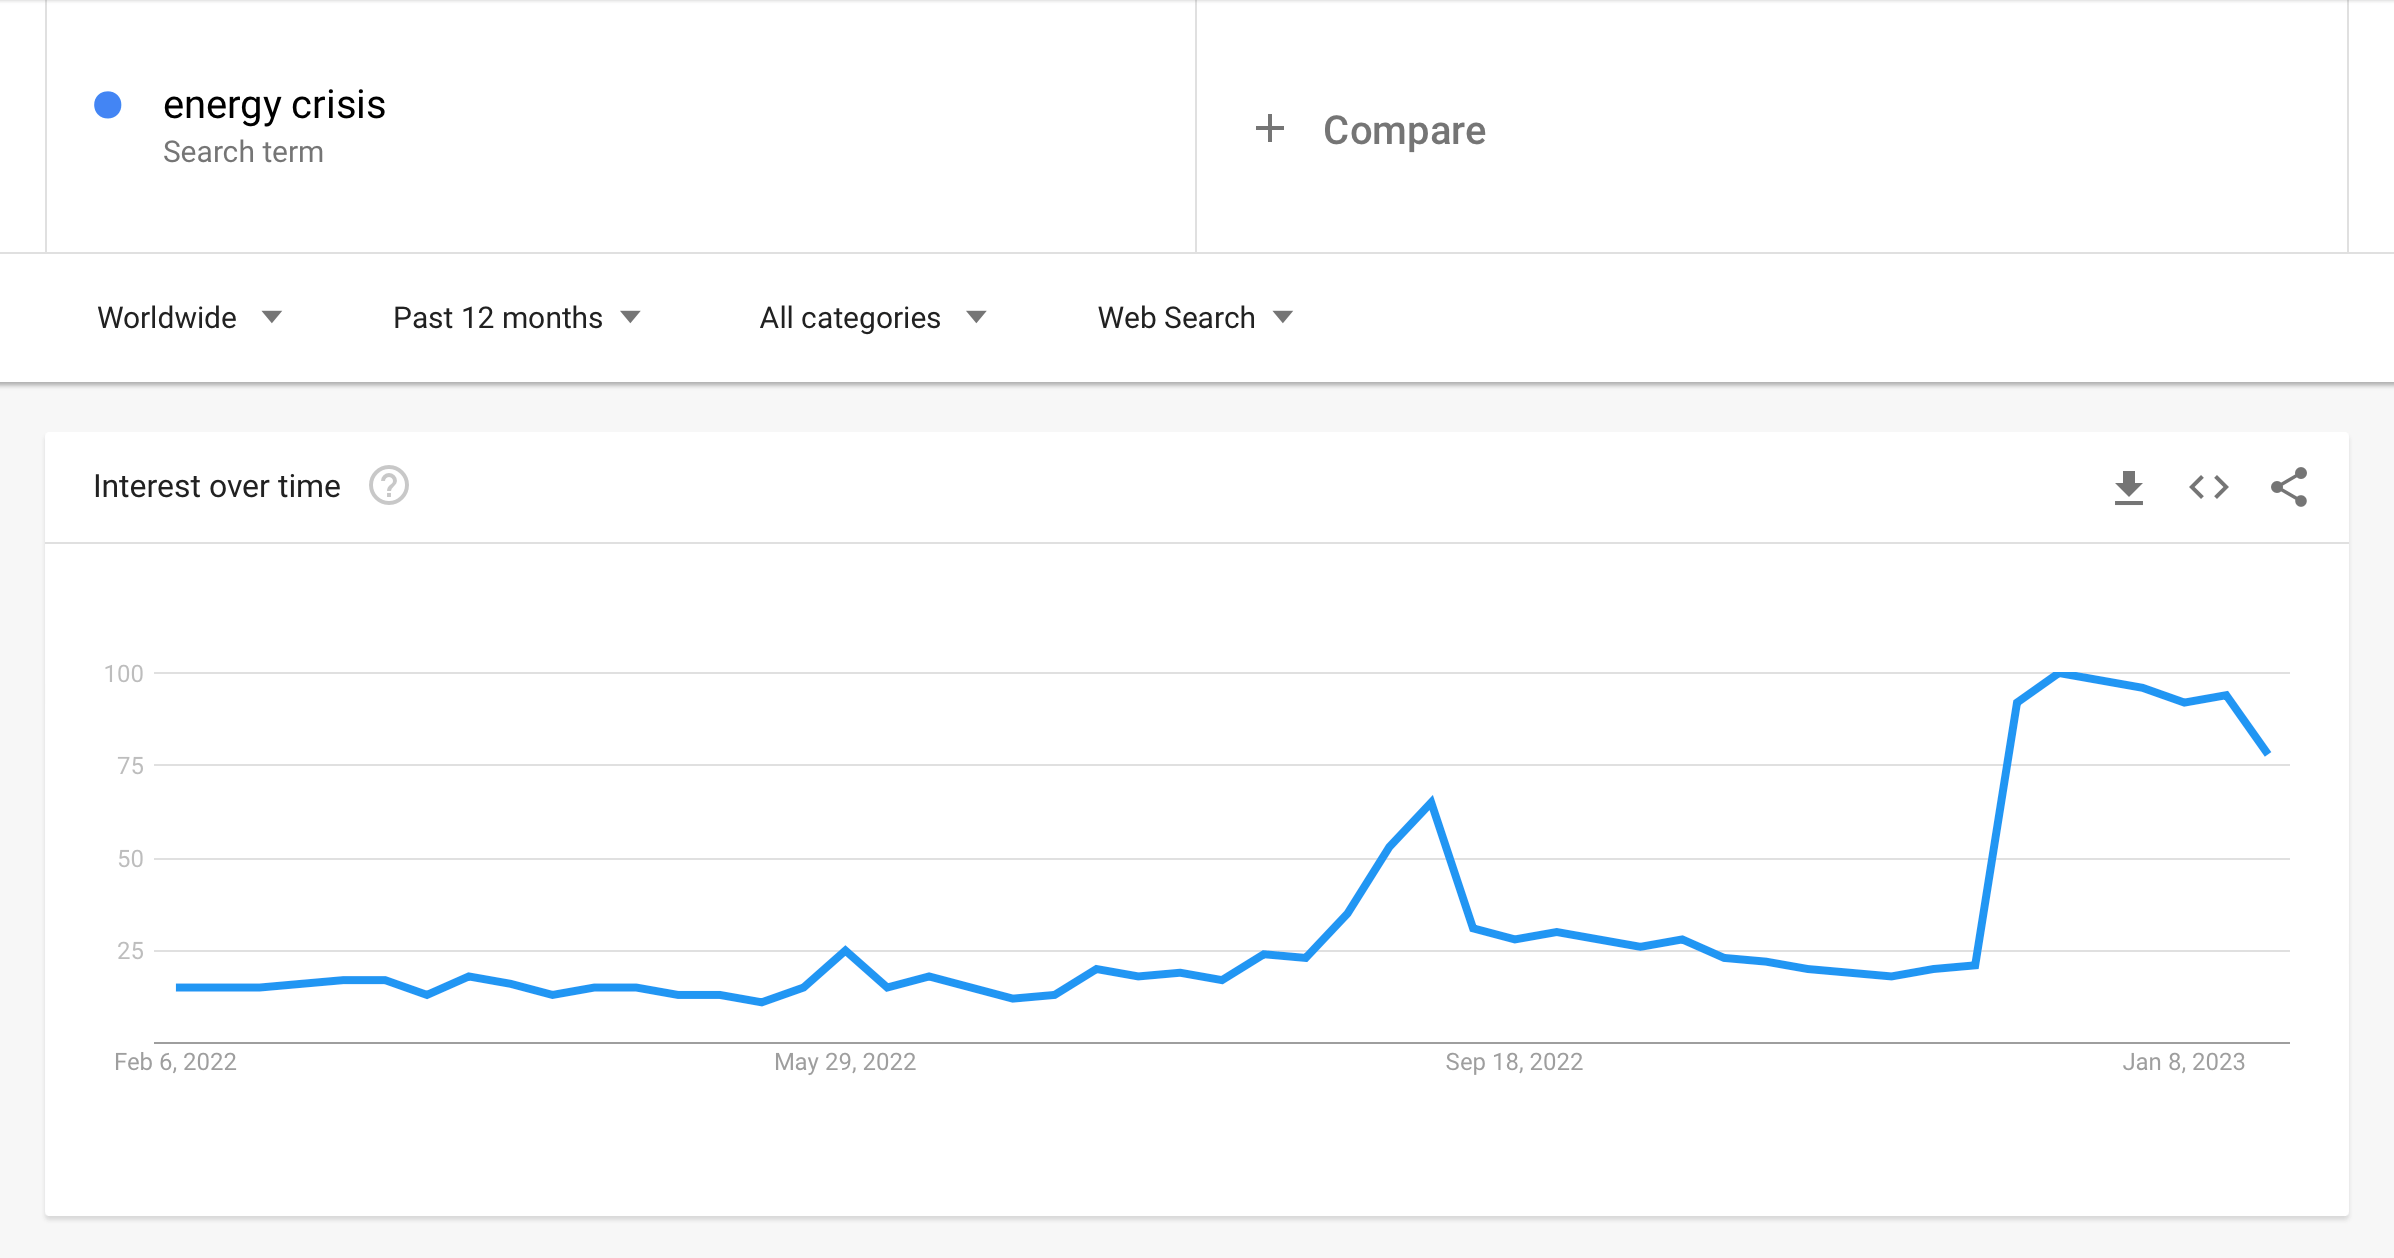 energy crisis
Search term
+ Compare
Worldwide
Past 12 months
All categories
Web Search
Interest over time ?
100
75
50
25
Feb 6, 2022
May 29, 2022
Sep 18, 2022
Jan 8, 2023